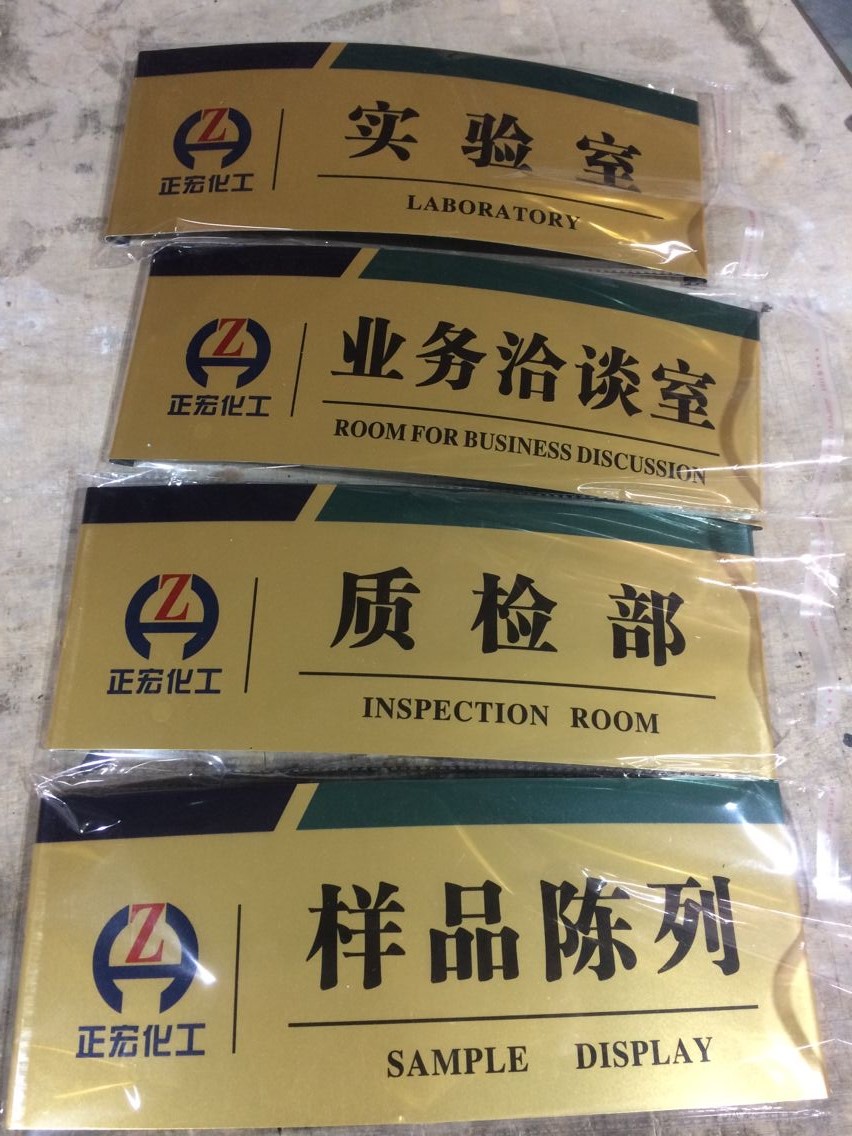 Z
正宏化工
实验室
LABORATORY
Z
正宏化工
业务洽谈室
ROOM FOR BUSINESS DISCUSSION
Z
正宏化工
质检部
INSPECTION ROOM
Z
正宏化工
样品陈列
SAMPLE DISPLAY